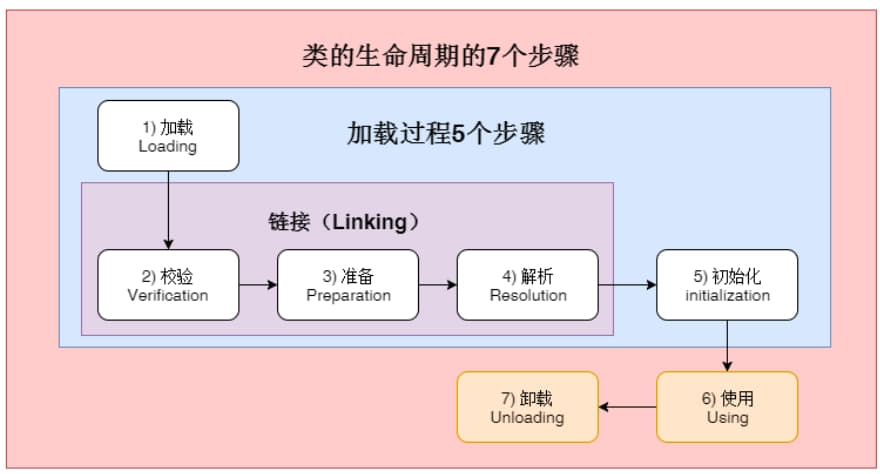 类的生命周期的7个步骤
加载过程5个步骤
1) 加载
Loading
链接（Linking）
2) 校验
Verification
3) 准备
Preparation
4) 解析
Resolution
5) 初始化
initialization
6) 使用
Using
7) 卸载
Unloading